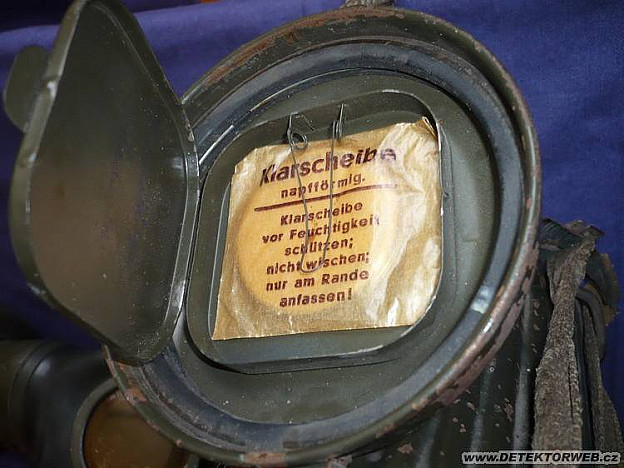 Klarscheibe
napfförmig.
Klarscheibe
vor Feuchtigkeit
schützen;
nicht wischen;
nur am Rande
anfassen!
WWW.DETEKTORWEB.CZ